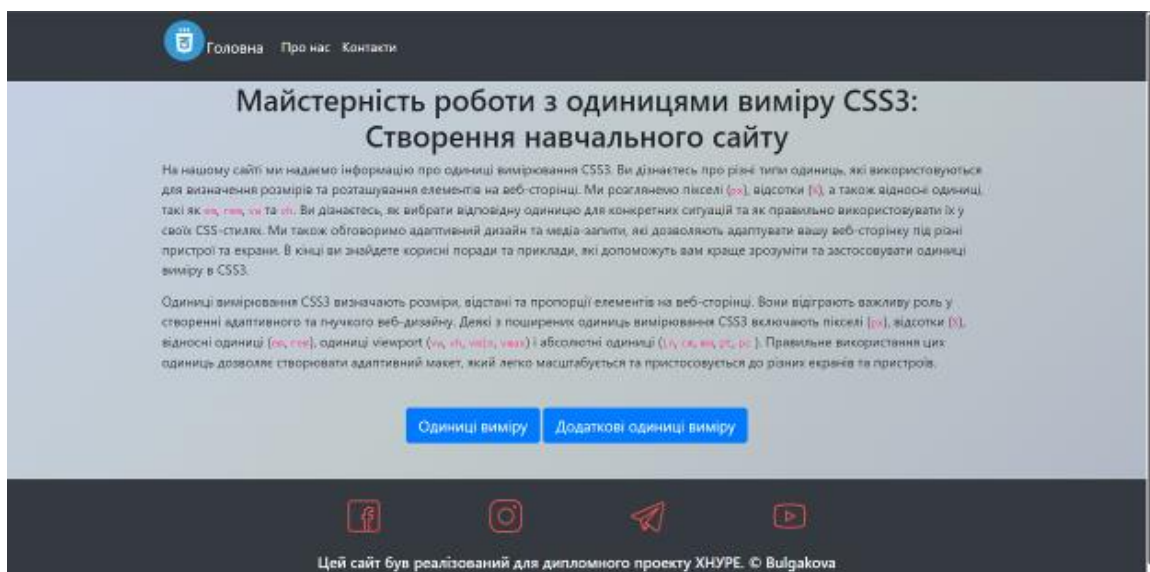 Головна Про нас Контакти
Майстерність роботи з одиницями виміру CSS3:
Створення навчального сайту
На нашому сайті ми надаємо інформацію про одиниці вимірювання CSS3. Ви дізнаєтесь про різні типи одиниць, які використовуються
для визначення розмірів та розташування елементів на веб-сторінці. Ми розглянемо пікселі (px), відсотки (%), а також відносні одиниці,
такі як em, rem, vw та vh. Ви дізнаєтесь, як вибрати відповідну одиницю для конкретних ситуацій та як правильно використовувати їх у
своїх CSS-стилях. Ми також обговоримо адаптивний дизайн та медіа-запити, які дозволяють адаптувати вашу веб-сторінку під різні
пристрої та екрани. В кінці ви знайдете корисні поради та приклади, які допоможуть вам краще зрозуміти та застосовувати одиниці
виміру в CSS3.
Одиниці вимірювання CSS3 визначають розміри, відстані та пропорції елементів на веб-сторінці. Вони відіграють важливу роль у
створенні адаптивного та гнучкого веб-дизайну. Деякі з поширених одиниць вимірювання CSS3 включають пікселі (px), відсотки (%),
відносні одиниці (em, rem), одиниці viewport (vw, vh, vmin, vmax) і абсолютні одиниці (in, cm, mm, pt, pc ). Правильне використання цих
одиниць дозволяє створювати адаптивний макет, який легко масштабується та пристосовується до різних екранів та пристроїв.
Одиниці виміру Додаткові одиниці виміру
Цей сайт був реалізований для дипломного проекту ХНУРЕ. © Bulgakova